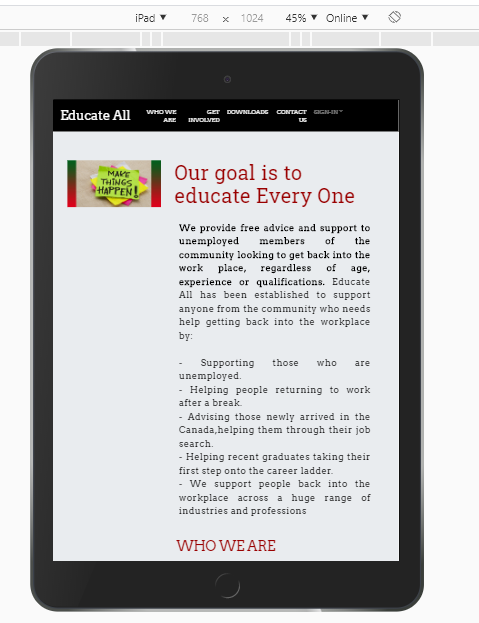 iPad ▼ 768 x 1024 45% ▼ Online ▼
Educate All WHO WE ARE GET INVOLVED DOWNLOADS CONTACT US SIGN-IN
MAKE
THINGS
HAPPEN!
Our goal is to
educate Every One
We provide free advice and support to
unemployed members of the
community looking to get back into the
work place, regardless of age,
experience or qualifications. Educate
All has been established to support
anyone from the community who needs
help getting back into the workplace
by:
- Supporting those who are
unemployed.
- Helping people returning to work
after a break.
- Advising those newly arrived in the
Canada,helping them through their job
search.
- Helping recent graduates taking their
first step onto the career ladder.
- We support people back into the
workplace across a huge range of
industries and professions
WHO WE ARE